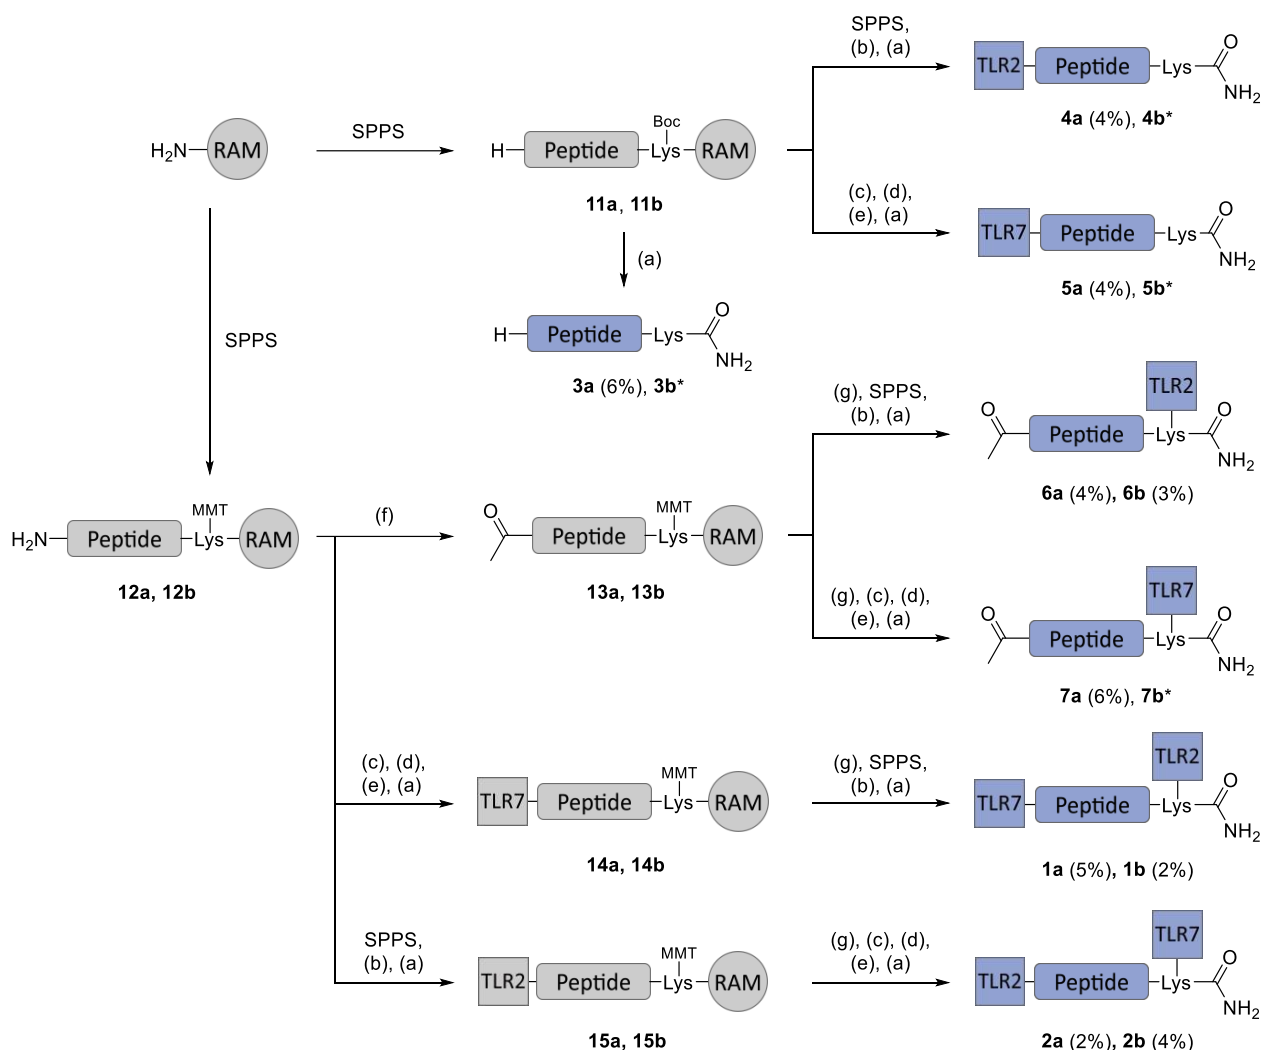 SPPS,
(b), (a)
TLR2 Peptide Lys O NH2
4a (4%), 4b*
H2N RAM
SPPS
H Peptide Boc Lys RAM
11a, 11b
(c), (d),
(e), (a)
TLR7 Peptide Lys O NH2
5a (4%), 5b*
(a)
H Peptide Lys O NH2
3a (6%), 3b*
SPPS
H2N Peptide MMT Lys RAM
12a, 12b
(f)
O Peptide MMT Lys RAM
13a, 13b
(g), SPPS,
(b), (a)
TLR2
O Peptide Lys O NH2
6a (4%), 6b (3%)
(g), (c), (d),
(e), (a)
TLR7
O Peptide Lys O NH2
7a (6%), 7b*
(c), (d),
(e), (a)
TLR7 Peptide MMT Lys RAM
14a, 14b
(g), SPPS,
(b), (a)
TLR2
TLR7 Peptide Lys O NH2
1a (5%), 1b (2%)
SPPS,
(b), (a)
TLR2 Peptide MMT Lys RAM
15a, 15b
(g), (c), (d),
(e), (a)
TLR7
TLR2 Peptide Lys O NH2
2a (2%), 2b (4%)